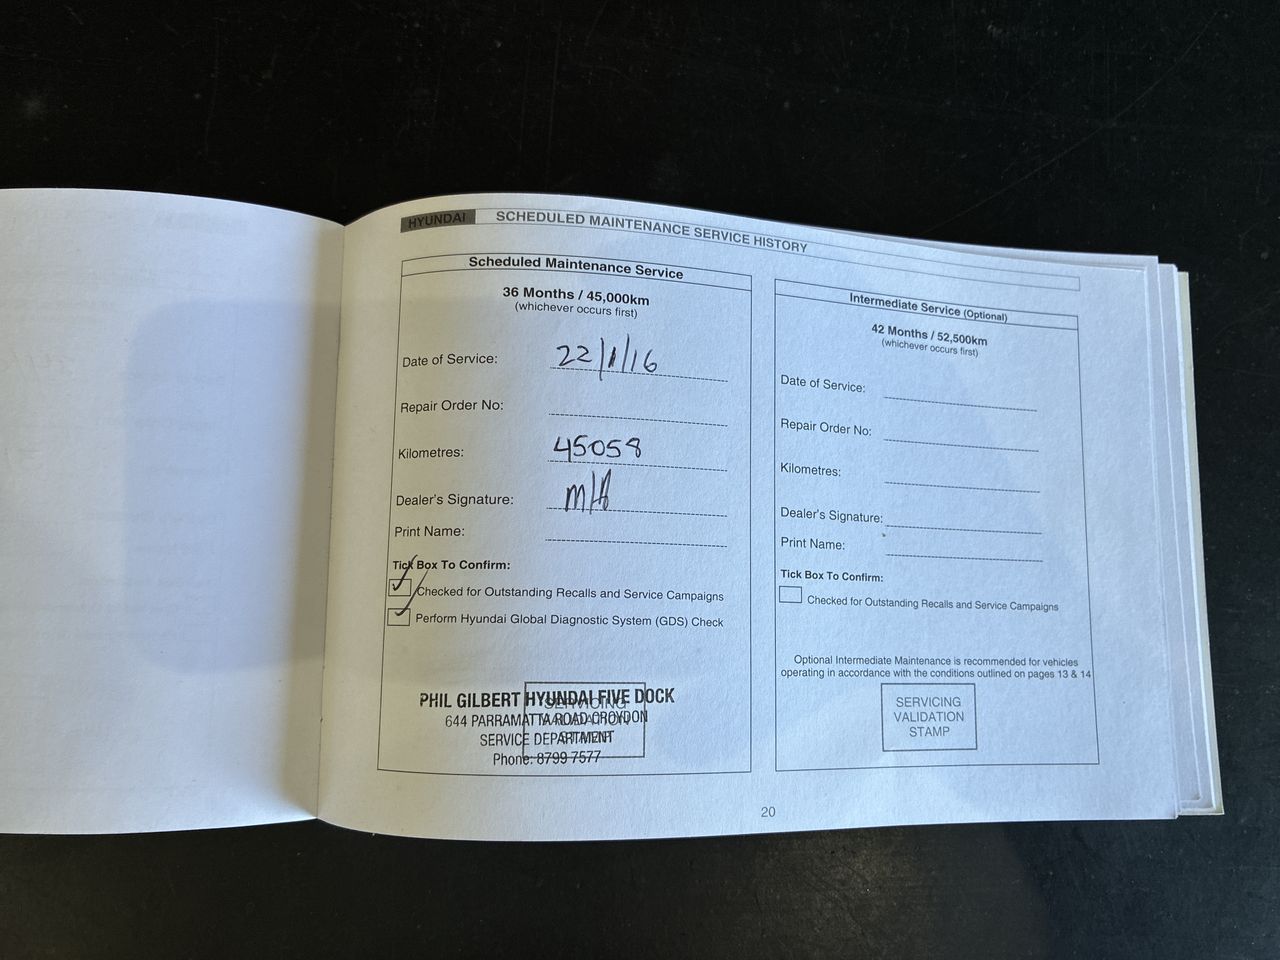 HYUNDAI SCHEDULED MAINTENANCE SERVICE HISTORY
Scheduled Maintenance Service
36 Months / 45,000km
(whichever occurs first)
Date of Service: 22/1/16
Repair Order No:
Kilometres: 45058
Dealer's Signature:
Print Name:
Tick Box To Confirm:
Checked for Outstanding Recalls and Service Campaigns
Perform Hyundai Global Diagnostic System (GDS) Check
SERVICING
VALIDATION
STAMP
PHIL GILBERT HYUNDAI FIVE DOCK
644 PARRAMATTA ROAD CROYDON
SERVICE DEPARTMENT
Phone: 8799 7577
Intermediate Service (Optional)
42 Months / 52,500km
(whichever occurs first)
Date of Service:
Repair Order No:
Kilometres:
Dealer's Signature:
Print Name:
Tick Box To Confirm:
Checked for Outstanding Recalls and Service Campaigns
Optional Intermediate Maintenance is recommended for vehicles
operating in accordance with the conditions outlined on pages 13 & 14
SERVICING
VALIDATION
STAMP
20